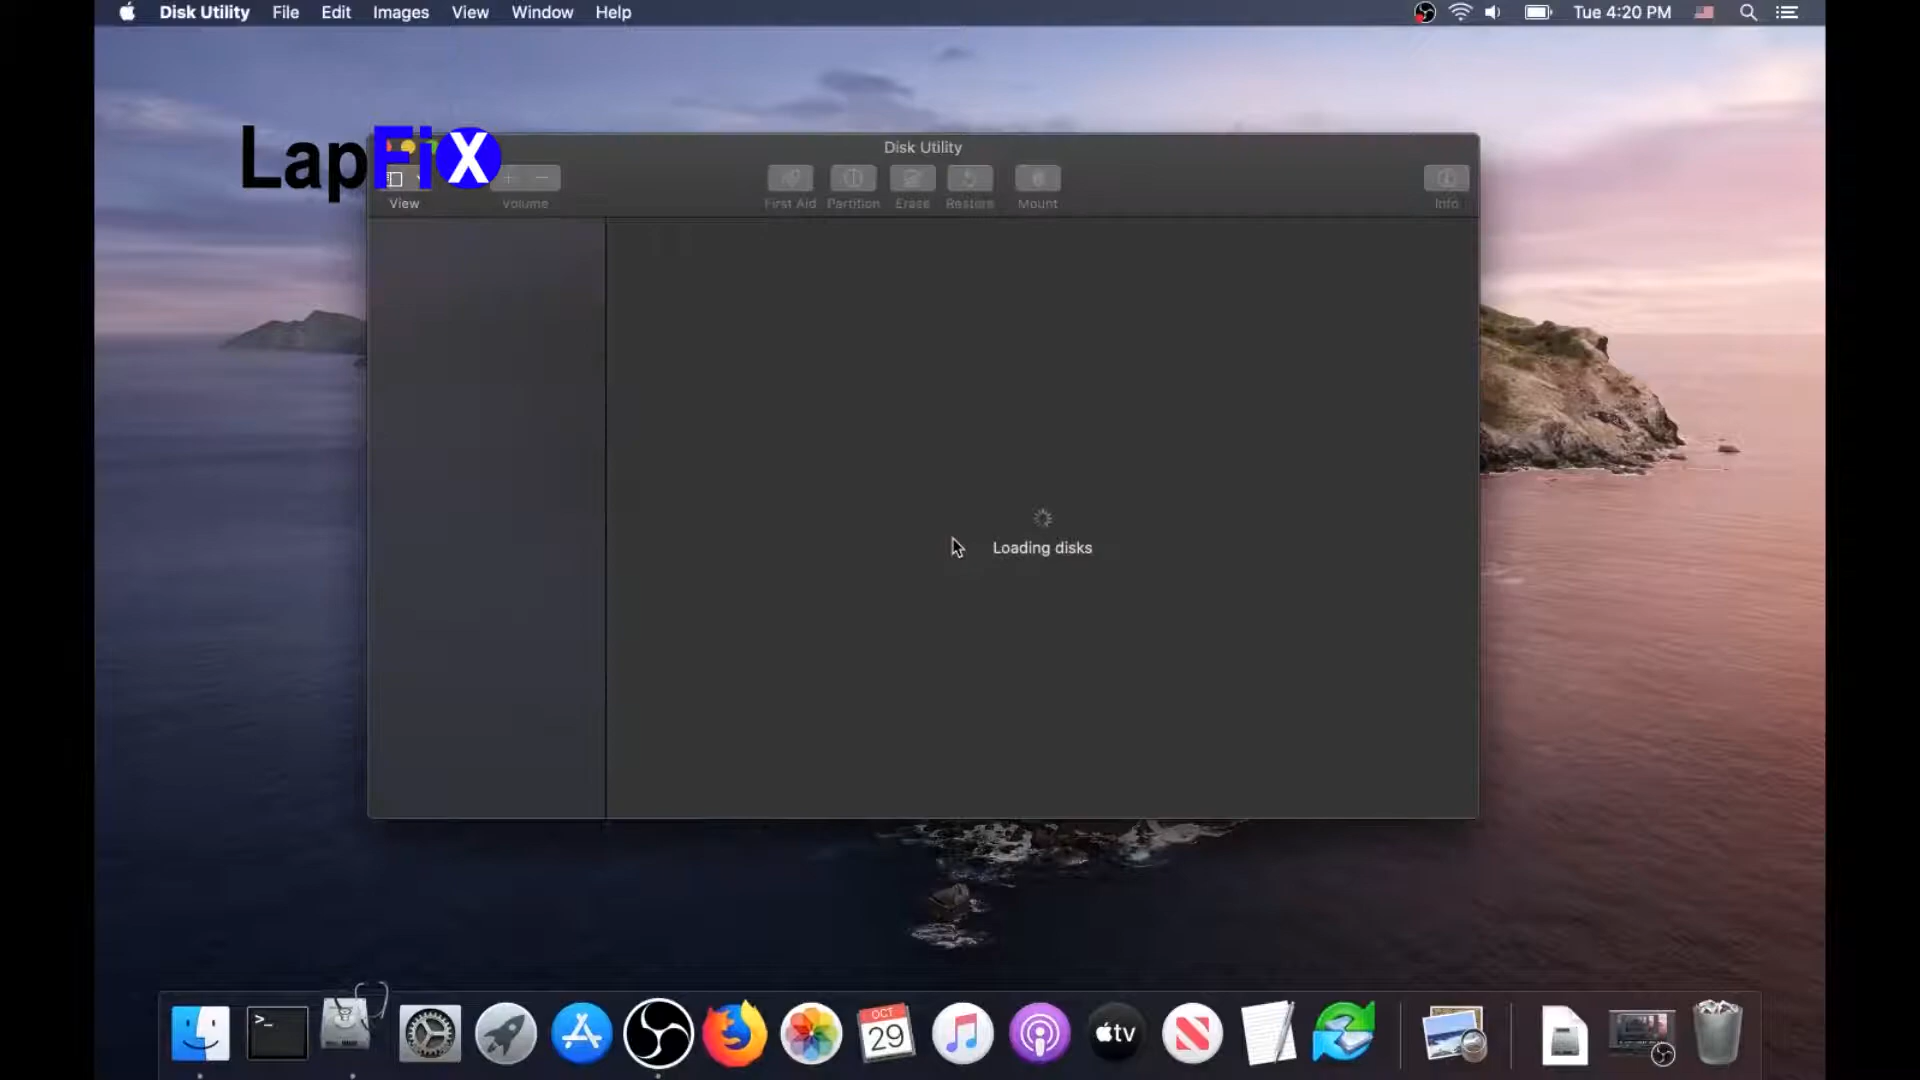 Disk Utility File Edit Images View Window Help Tue 4:20 PM
LapFiX
Disk Utility
View Volume First Aid Partition Erase Restore Mount Info
Loading disks
>_
OCT
29
tv